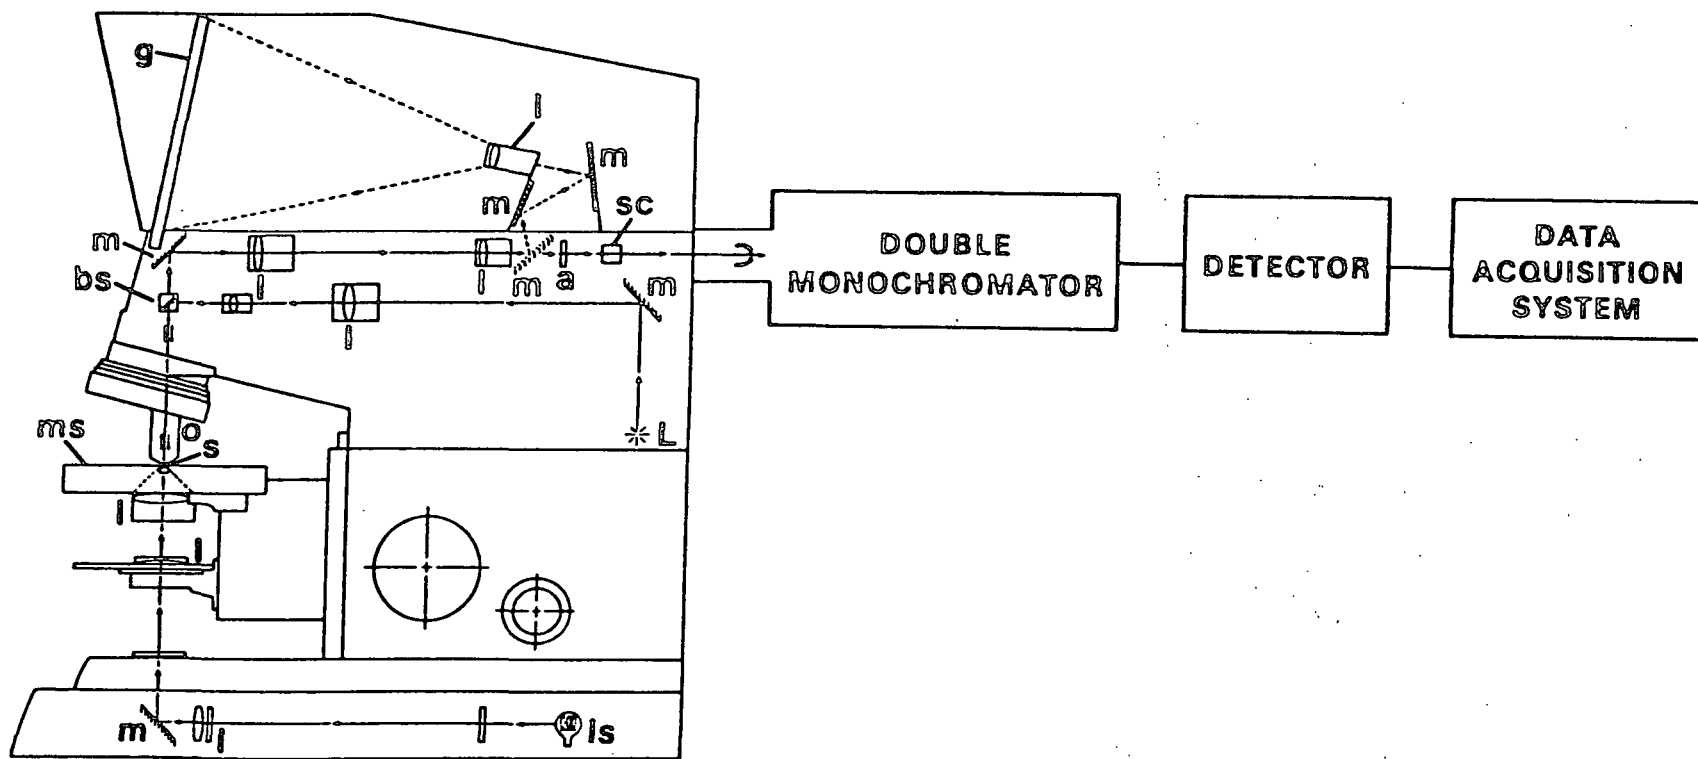 g
l
m
m
sc
m
l
l
m
a
m
bs
l
DOUBLE
MONOCHROMATOR
DETECTOR
DATA
ACQUISITION
SYSTEM
ms
o
s
L
l
l
m
l
ls